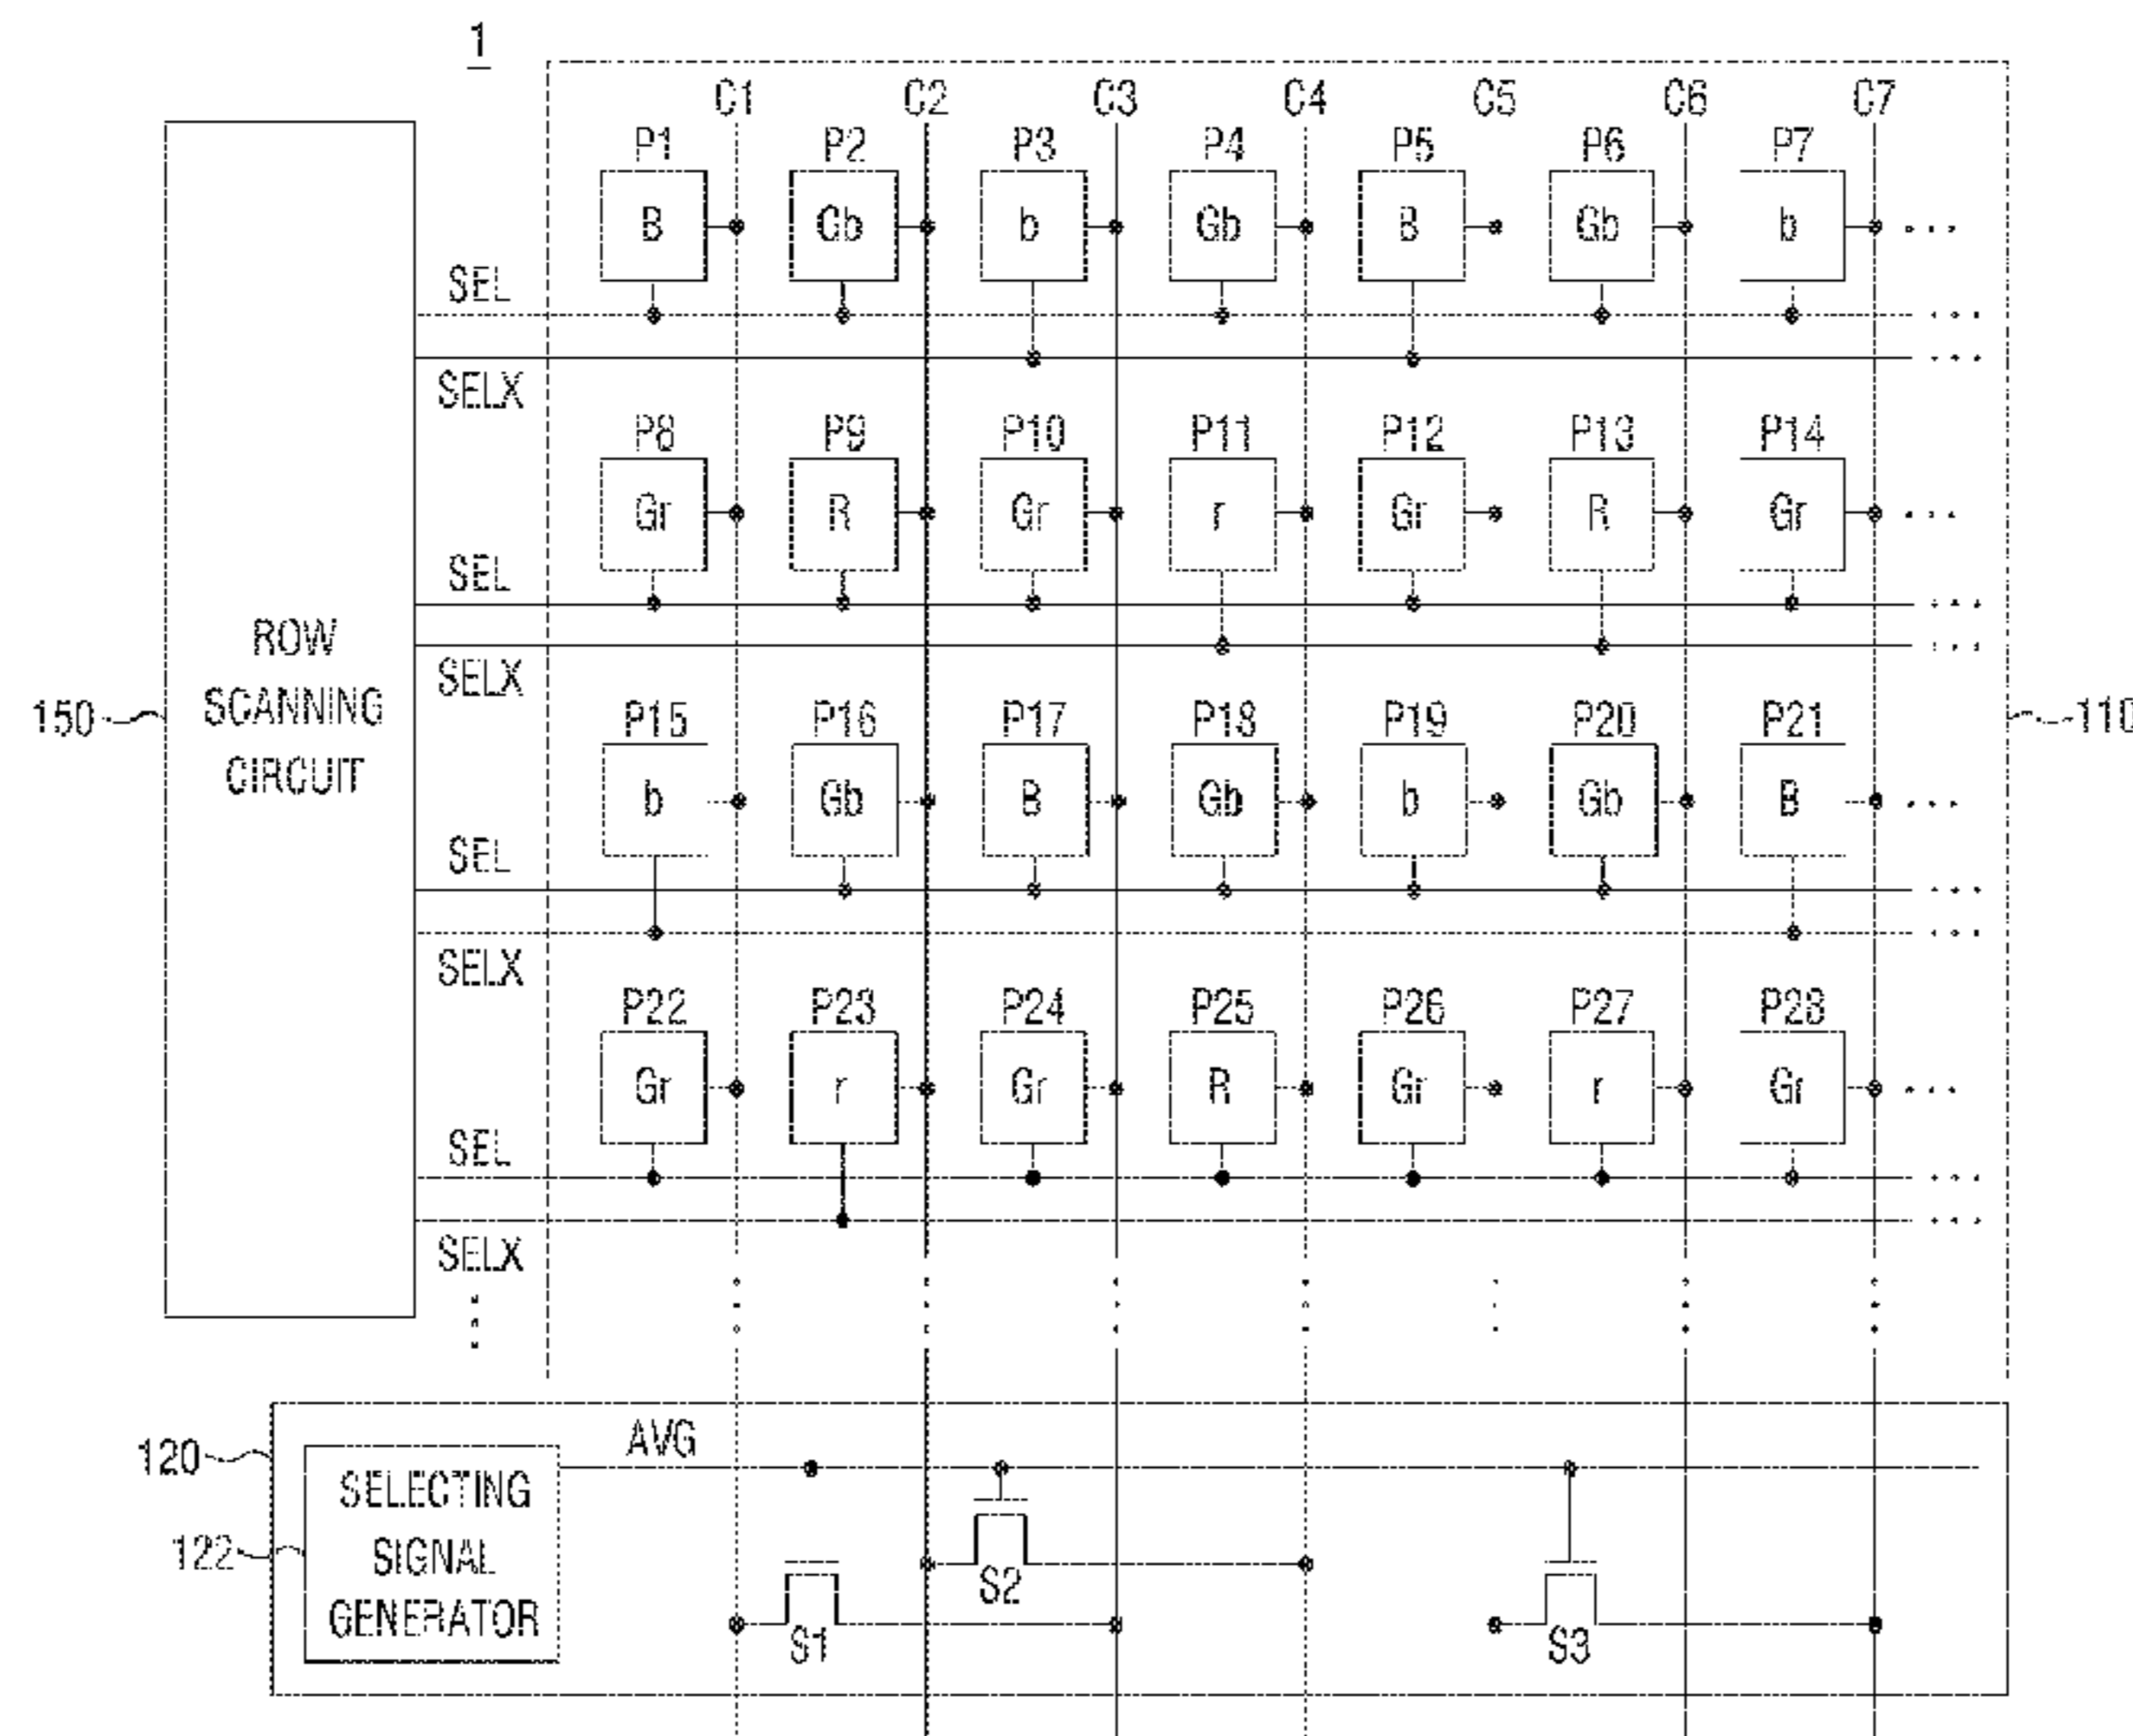 1
C1 C2 C3 C4 C5 C6 C7
P1 P2 P3 P4 P5 P6 P7
B Gb b Gb B Gb b
SEL
SELX
P8 P9 P10 P11 P12 P13 P14
Gr R Gr r Gr R Gr
SEL
SELX
ROW
SCANNING
CIRCUIT
150
110
P15 P16 P17 P18 P19 P20 P21
b Gb B Gb b Gb B
SEL
SELX
P22 P23 P24 P25 P26 P27 P28
Gr r Gr R Gr r Gr
SEL
SELX
120
AVG
122
SELECTING
SIGNAL
GENERATOR
S2
S1
S3